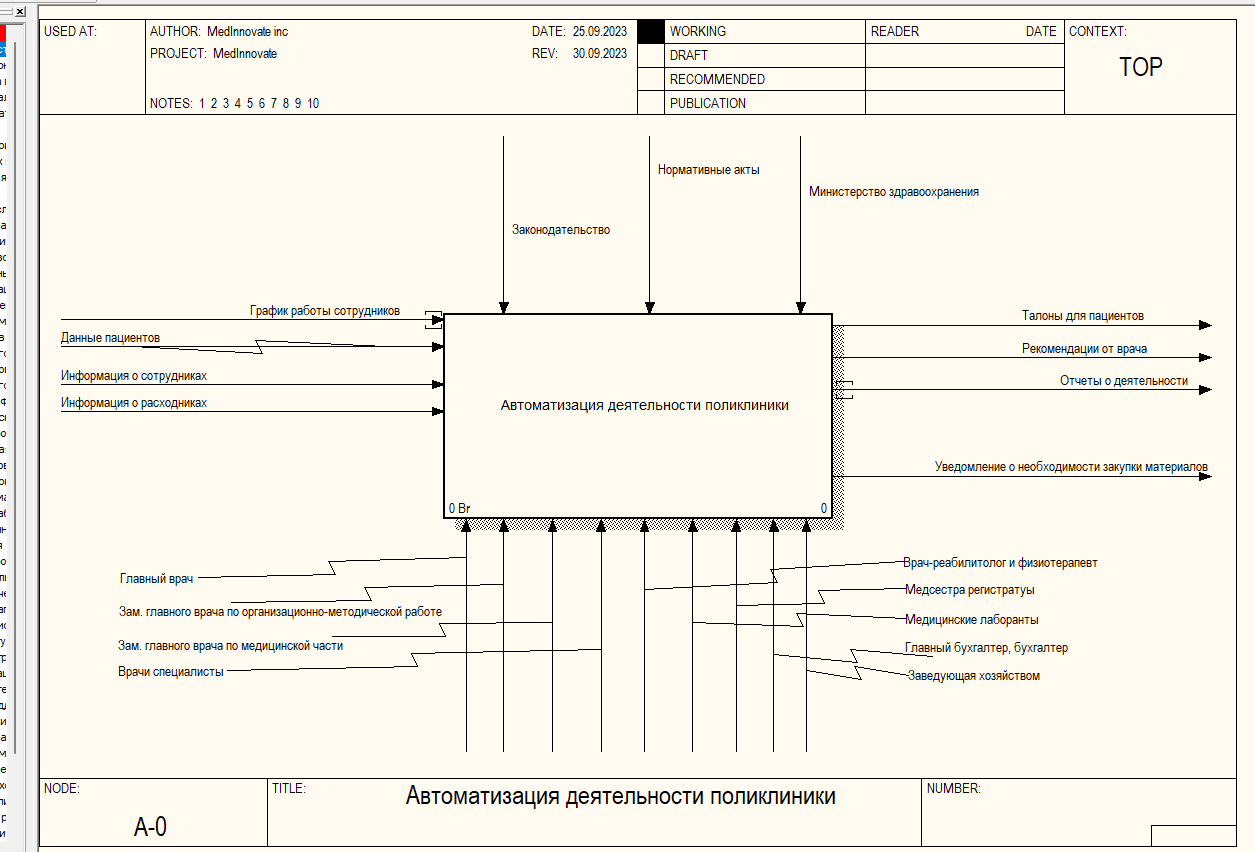 USED AT:
AUTHOR: MedInnovate inc
DATE: 25.09.2023
PROJECT: MedInnovate
REV: 30.09.2023
NOTES: 1 2 3 4 5 6 7 8 9 10
WORKING
DRAFT
RECOMMENDED
PUBLICATION
READER DATE
CONTEXT:
TOP
Нормативные акты
Министерство здравоохранения
Законодательство
График работы сотрудников
Данные пациентов
Информация о сотрудниках
Информация о расходниках
Автоматизация деятельности поликлиники
0 Br
0
Талоны для пациентов
Рекомендации от врача
Отчеты о деятельности
Уведомление о необходимости закупки материалов
Главный врач
Зам. главного врача по организационно-методической работе
Зам. главного врача по медицинской части
Врачи специалисты
Врач-реабилитолог и физиотерапевт
Медсестра регистратуы
Медицинские лаборанты
Главный бухгалтер, бухгалтер
Заведующая хозяйством
NODE:
A-0
TITLE:
Автоматизация деятельности поликлиники
NUMBER: